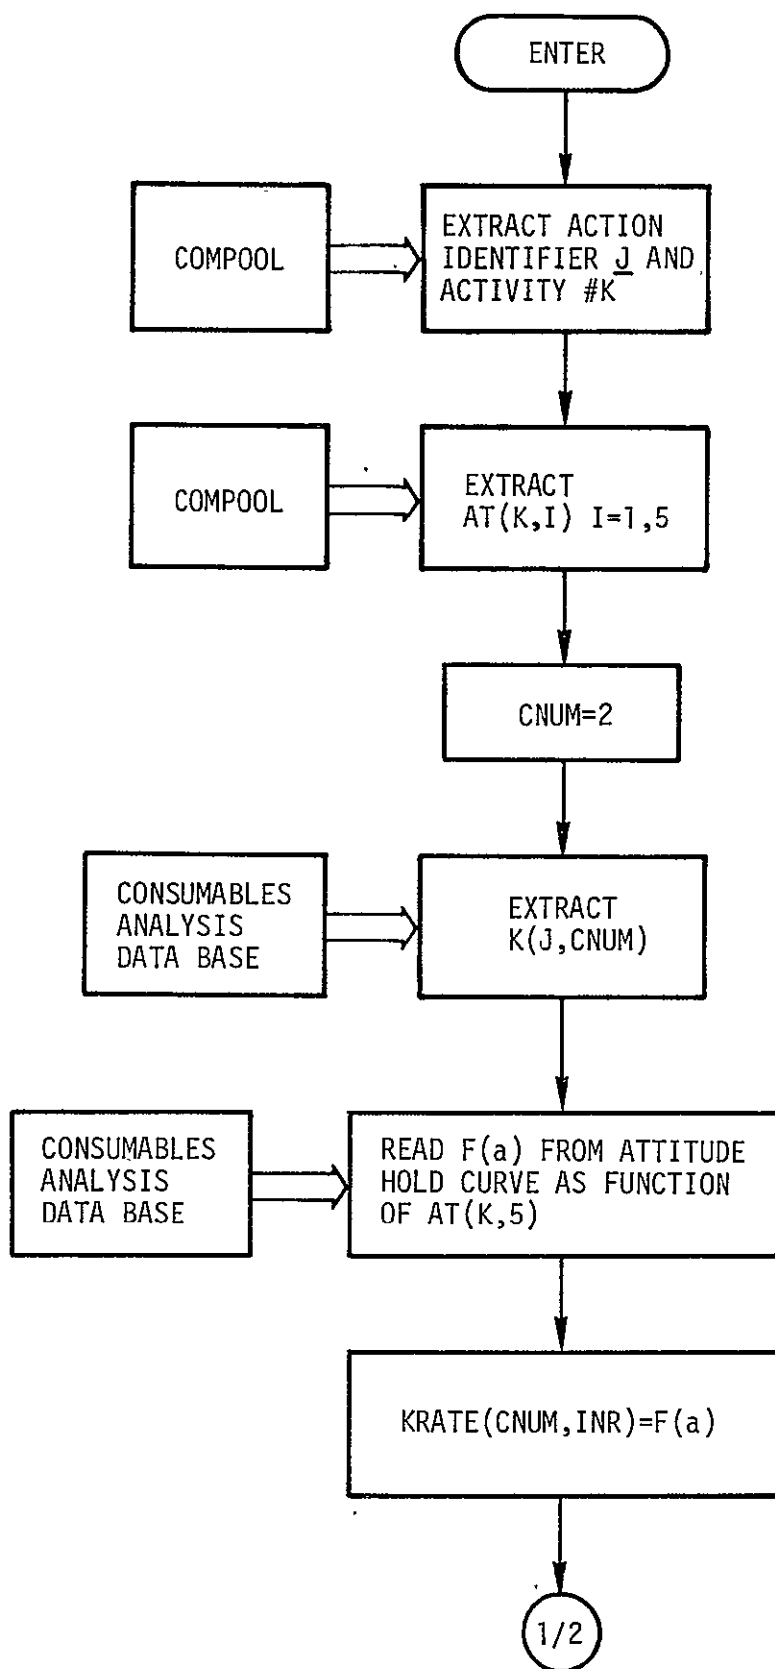 ENTER
COMPOOL
EXTRACT ACTION
IDENTIFIER J AND
ACTIVITY #K
COMPOOL
EXTRACT
AT(K,I) I=1,5
CNUM=2
CONSUMABLES
ANALYSIS
DATA BASE
EXTRACT
K(J,CNUM)
CONSUMABLES
ANALYSIS
DATA BASE
READ F(a) FROM ATTITUDE
HOLD CURVE AS FUNCTION
OF AT(K,5)
KRATE(CNUM,INR)=F(a)
1/2